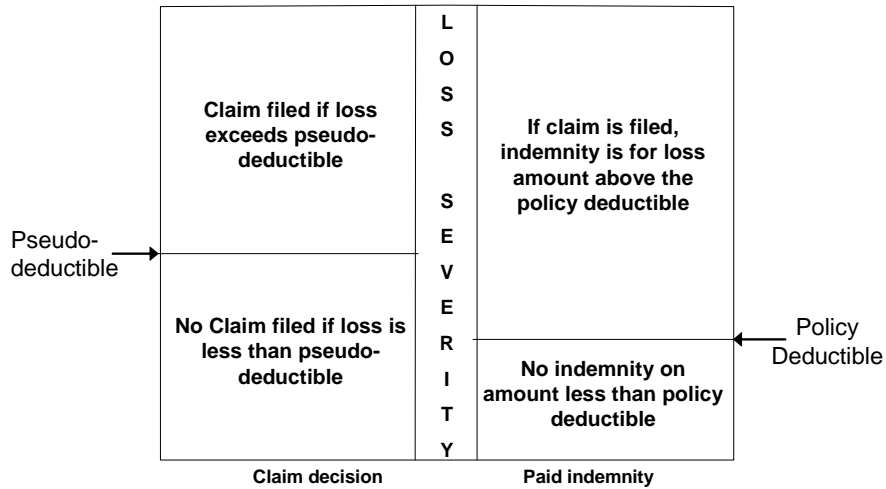 Claim filed if loss
exceeds pseudo-
deductible
Pseudo-
deductible
No Claim filed if loss is
less than pseudo-
deductible
Claim decision
L
O
S
S
S
E
V
E
R
I
T
Y
If claim is filed,
indemnity is for loss
amount above the
policy deductible
Policy
Deductible
No indemnity on
amount less than policy
deductible
Paid indemnity